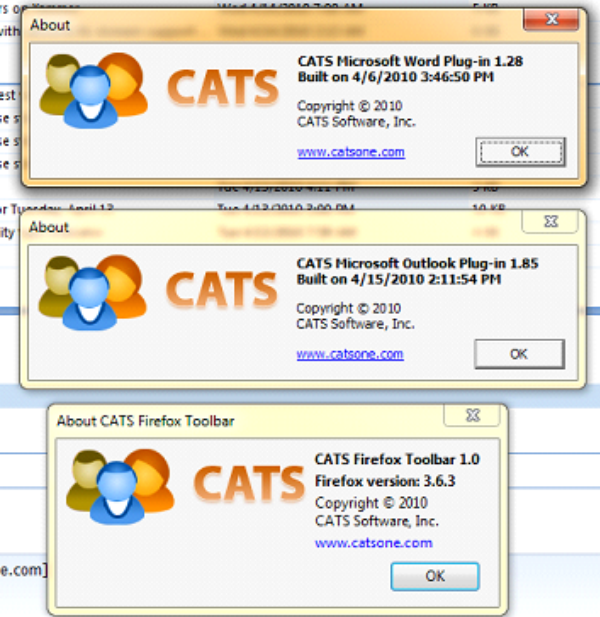 About
CATS
CATS Microsoft Word Plug-in 1.28
Built on 4/6/2010 3:46:50 PM
Copyright © 2010
CATS Software, Inc.
www.catsone.com
OK
or Tuesday, April 13
About
CATS
CATS Microsoft Outlook Plug-in 1.85
Built on 4/15/2010 2:11:54 PM
Copyright © 2010
CATS Software, Inc.
www.catsone.com
OK
About CATS Firefox Toolbar
CATS
CATS Firefox Toolbar 1.0
Firefox version: 3.6.3
Copyright © 2010
CATS Software, Inc.
www.catsone.com
OK
e.com]